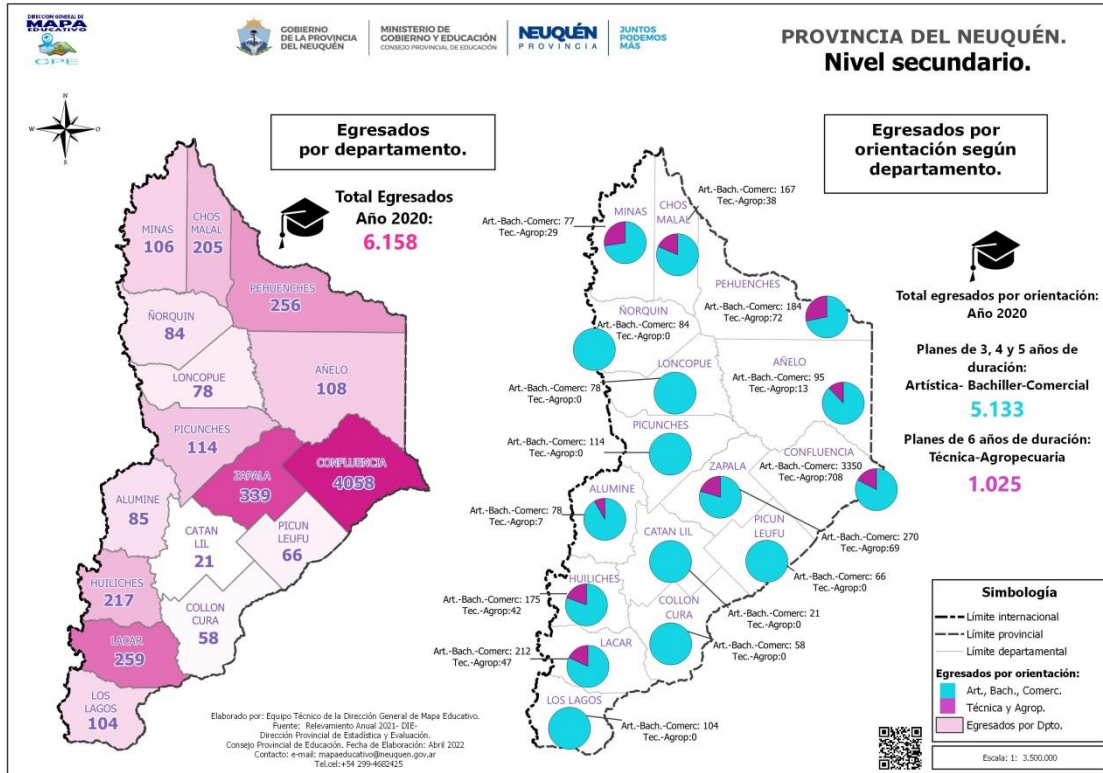 DIRECCION GENERAL DE
MAPA
EDUCATIVO
CPE
GOBIERNO
DE LA PROVINCIA
DEL NEUQUÉN
MINISTERIO DE
GOBIERNO Y EDUCACIÓN
CONSEJO PROVINCIAL DE EDUCACIÓN
NEUQUÉN
PROVINCIA
JUNTOS
PODEMOS
MÁS
PROVINCIA DEL NEUQUÉN.
Nivel secundario.
N
W
O
S
Egresados
por departamento.
Total Egresados
Año 2020:
6.158
MINAS
106
CHOS
MALAL
205
PEHUENCHES
256
ÑORQUIN
84
LONCOPUE
78
AÑELO
108
PICUNCHES
114
ZAPALA
339
CONFLUENCIA
4058
ALUMINE
85
CATAN
LIL
21
PICUN
LEUFU
66
HUILICHES
217
COLLON
CURA
58
LACAR
259
LOS
LAGOS
104
Elaborado por: Equipo Técnico de la Dirección General de Mapa Educativo.
Fuente: Relevamiento Anual 2021- DIE-
Dirección Provincial de Estadística y Evaluación.
Consejo Provincial de Educación. Fecha de Elaboración: Abril 2022
Contacto: e-mail: mapaeducativo@neuquen.gov.ar
Tel.cel:+54 299-4682425
Egresados por
orientación según
departamento.
Art.-Bach.-Comerc: 77
Tec.-Agrop:29
MINAS
CHOS
MALAL
Art.-Bach.-Comerc: 167
Tec.-Agrop:38
PEHUENCHES
Art.-Bach.-Comerc: 184
Tec.-Agrop:72
ÑORQUIN
Art.-Bach.-Comerc: 84
Tec.-Agrop:0
LONCOPUE
Art.-Bach.-Comerc: 78
Tec.-Agrop:0
AÑELO
Art.-Bach.-Comerc: 95
Tec.-Agrop:13
PICUNCHES
Art.-Bach.-Comerc: 114
Tec.-Agrop:0
CONFLUENCIA
Art.-Bach.-Comerc: 3350
Tec.-Agrop:708
ZAPALA
Art.-Bach.-Comerc: 270
Tec.-Agrop:69
ALUMINE
Art.-Bach.-Comerc: 78
Tec.-Agrop:7
CATAN LIL
Art.-Bach.-Comerc: 21
Tec.-Agrop:0
PICUN
LEUFU
Art.-Bach.-Comerc: 66
Tec.-Agrop:0
HUILICHES
Art.-Bach.-Comerc: 175
Tec.-Agrop:42
COLLON
CURA
Art.-Bach.-Comerc: 58
Tec.-Agrop:0
LACAR
Art.-Bach.-Comerc: 212
Tec.-Agrop:47
LOS LAGOS
Art.-Bach.-Comerc: 104
Tec.-Agrop:0
Total egresados por orientación:
Año 2020
Planes de 3, 4 y 5 años de
duración:
Artística- Bachiller-Comercial
5.133
Planes de 6 años de duración:
Técnica-Agropecuaria
1.025
Simbología
Límite internacional
Límite provincial
Límite departamental
Egresados por orientación:
Art., Bach., Comerc.
Técnica y Agrop.
Egresados por Dpto.
Escala: 1: 3.500.000